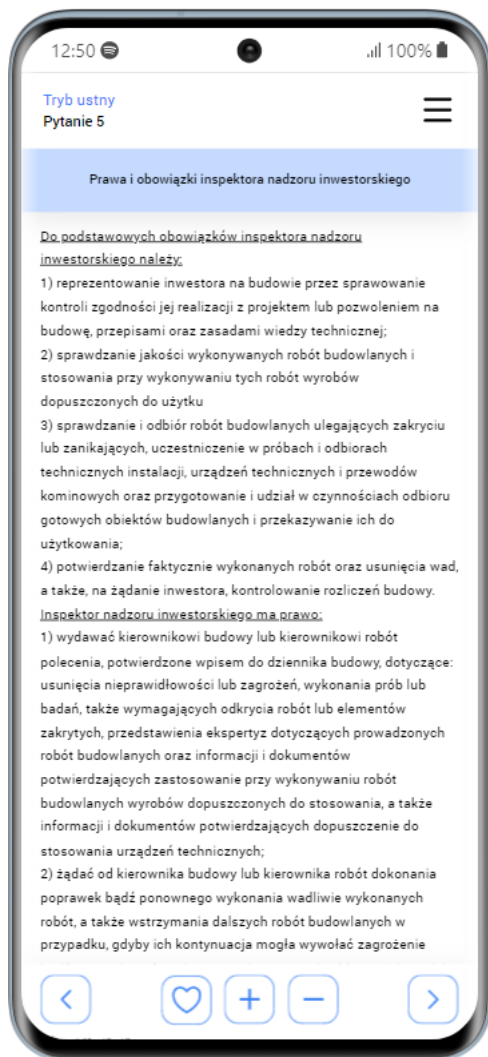 12:50
100%
Tryb ustny
Pytanie 5
Prawa i obowiązki inspektora nadzoru inwestorskiego
Do podstawowych obowiązków inspektora nadzoru
inwestorskiego należy:
1) reprezentowanie inwestora na budowie przez sprawowanie
kontroli zgodności jej realizacji z projektem lub pozwoleniem na
budowę, przepisami oraz zasadami wiedzy technicznej;
2) sprawdzanie jakości wykonywanych robót budowlanych i
stosowania przy wykonywaniu tych robót wyrobów
dopuszczonych do użytku
3) sprawdzanie i odbiór robót budowlanych ulegających zakryciu
lub zanikających, uczestniczenie w próbach i odbiorach
technicznych instalacji, urządzeń technicznych i przewodów
kominowych oraz przygotowanie i udział w czynnościach odbioru
gotowych obiektów budowlanych i przekazywanie ich do
użytkowania;
4) potwierdzanie faktycznie wykonanych robót oraz usunięcia wad,
a także, na żądanie inwestora, kontrolowanie rozliczeń budowy.
Inspektor nadzoru inwestorskiego ma prawo:
1) wydawać kierownikowi budowy lub kierownikowi robót
polecenia, potwierdzone wpisem do dziennika budowy, dotyczące:
usunięcia nieprawidłowości lub zagrożeń, wykonania prób lub
badań, także wymagających odkrycia robót lub elementów
zakrytych, przedstawienia ekspertyz dotyczących prowadzonych
robót budowlanych oraz informacji i dokumentów
potwierdzających zastosowanie przy wykonywaniu robót
budowlanych wyrobów dopuszczonych do stosowania, a także
informacji i dokumentów potwierdzających dopuszczenie do
stosowania urządzeń technicznych;
2) żądać od kierownika budowy lub kierownika robót dokonania
poprawek bądź ponownego wykonania wadliwie wykonanych
robót, a także wstrzymania dalszych robót budowlanych w
przypadku, gdyby ich kontynuacja mogła wywołać zagrożenie